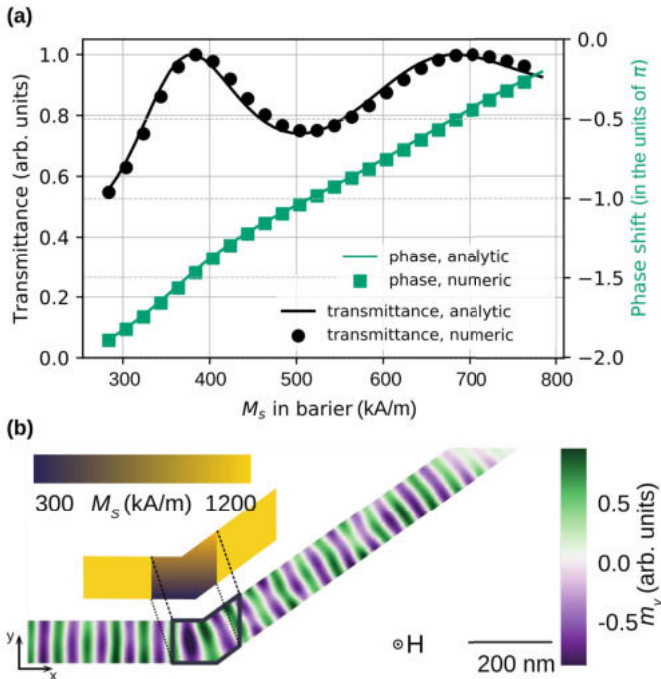 (a)
1.0
0.8
0.6
0.4
0.2
0.0
Transmittance (arb. units)
0.0
−0.5
−1.0
−1.5
−2.0
Phase shift (in the units of π)
phase, analytic
phase, numeric
transmittance, analytic
transmittance, numeric
300 400 500 600 700 800
Ms in barier (kA/m)
(b)
300 Ms (kA/m) 1200
y
x
⊙H
200 nm
0.5
0.0
-0.5
my (arb. units)